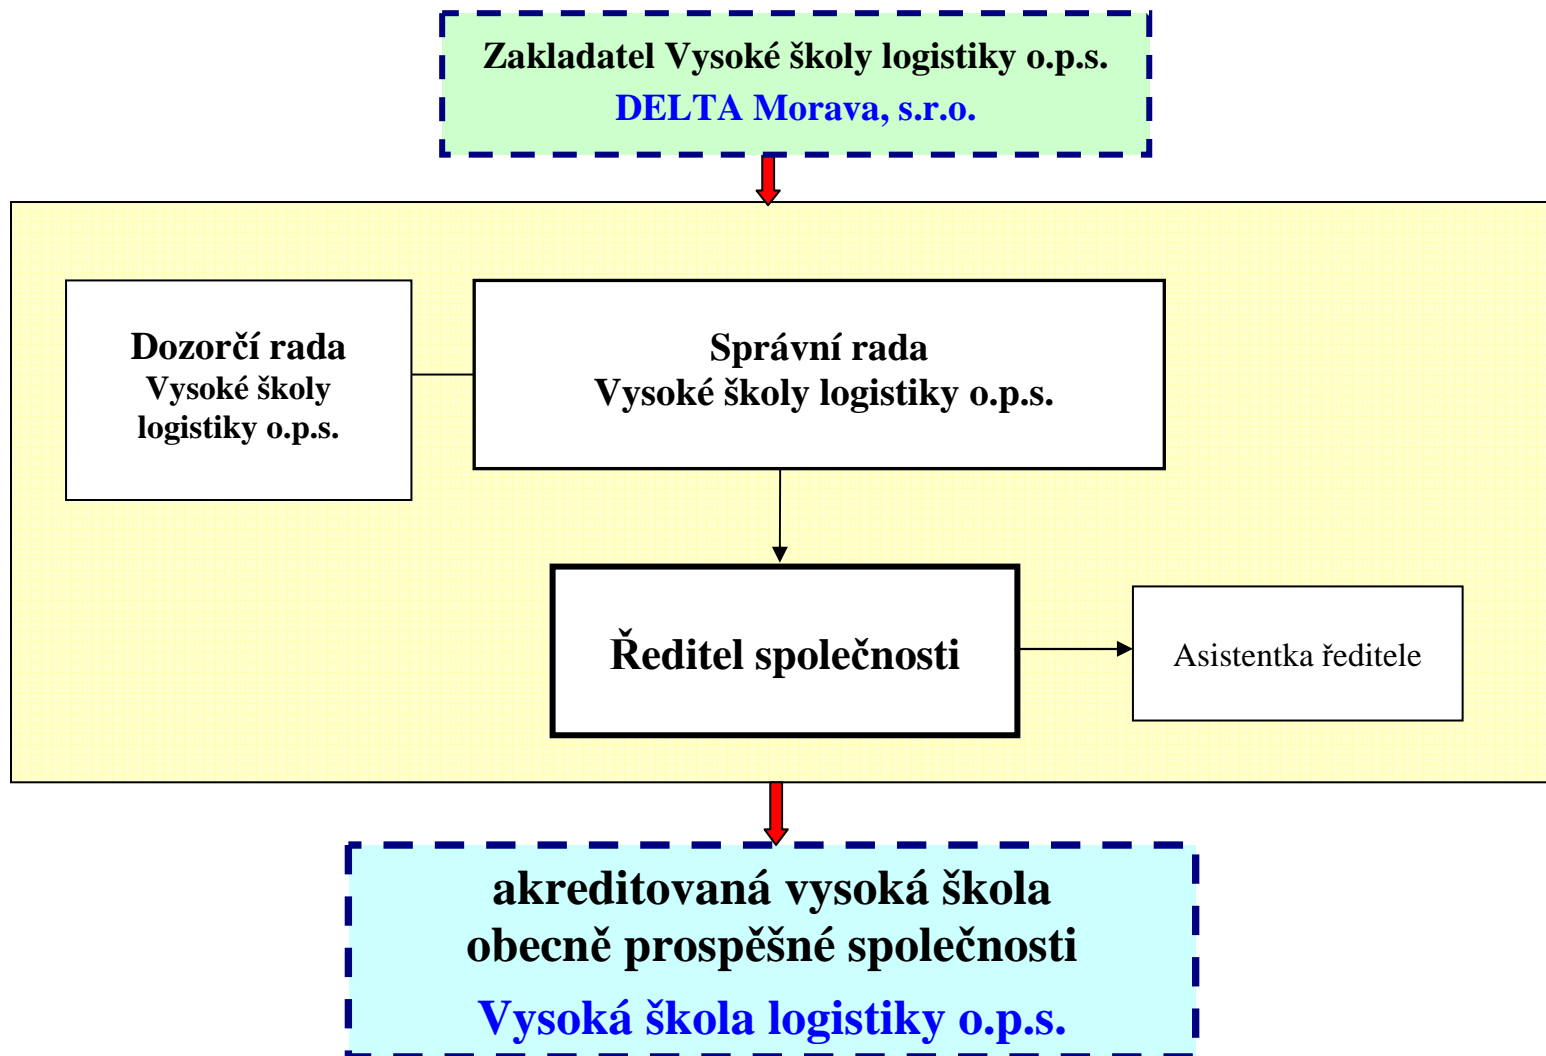 Zakladatel Vysoké školy logistiky o.p.s.
DELTA Morava, s.r.o.
Dozorčí rada
Vysoké školy
logistiky o.p.s.
Správní rada
Vysoké školy logistiky o.p.s.
Ředitel společnosti
Asistentka ředitele
akreditovaná vysoká škola
obecně prospěšné společnosti
Vysoká škola logistiky o.p.s.